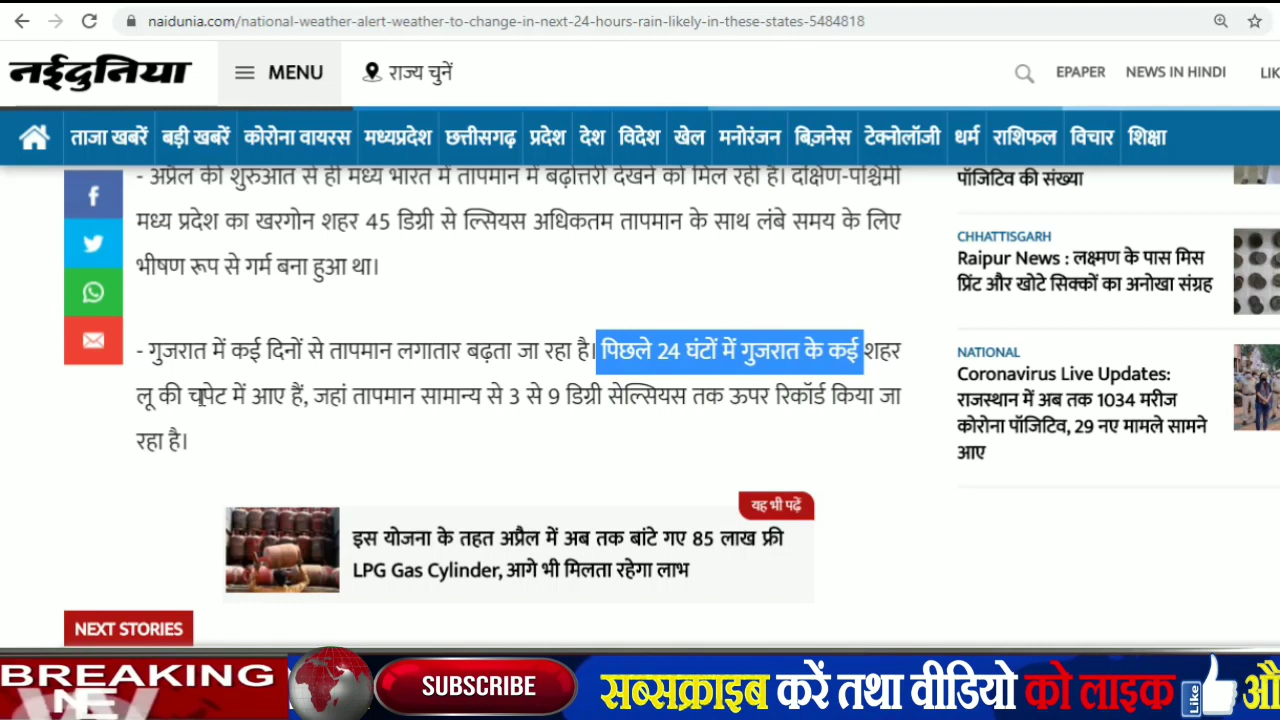 naidunia.com/national-weather-alert-weather-to-change-in-next-24-hours-rain-likely-in-these-states-5484818
नईदुनिया
MENU
राज्य चुनें
EPAPER
NEWS IN HINDI
LIK
ताजा खबरें
बड़ी खबरें
कोरोना वायरस
मध्यप्रदेश
छत्तीसगढ़
प्रदेश
देश
विदेश
खेल
मनोरंजन
बिज़नेस
टेक्नोलॉजी
धर्म
राशिफल
विचार
शिक्षा
- अप्रैल की शुरुआत से ही मध्य भारत में तापमान में बढ़ोत्तरी देखने को मिल रही है। दक्षिण-पश्चिमी
मध्य प्रदेश का खरगोन शहर 45 डिग्री से ल्सियस अधिकतम तापमान के साथ लंबे समय के लिए
भीषण रूप से गर्म बना हुआ था।
- गुजरात में कई दिनों से तापमान लगातार बढ़ता जा रहा है। पिछले 24 घंटों में गुजरात के कई शहर
लू की चपेट में आए हैं, जहां तापमान सामान्य से 3 से 9 डिग्री सेल्सियस तक ऊपर रिकॉर्ड किया जा
रहा है।
यह भी पढ़ें
इस योजना के तहत अप्रैल में अब तक बांटे गए 85 लाख फ्री
LPG Gas Cylinder, आगे भी मिलता रहेगा लाभ
NEXT STORIES
पॉजिटिव की संख्या
CHHATTISGARH
Raipur News : लक्ष्मण के पास मिस
प्रिंट और खोटे सिक्कों का अनोखा संग्रह
NATIONAL
Coronavirus Live Updates:
राजस्थान में अब तक 1034 मरीज
कोरोना पॉजिटिव, 29 नए मामले सामने
आए
BREAKING
NEW
SUBSCRIBE
सब्सक्राइब करें तथा वीडियो को लाइक
Like
औ